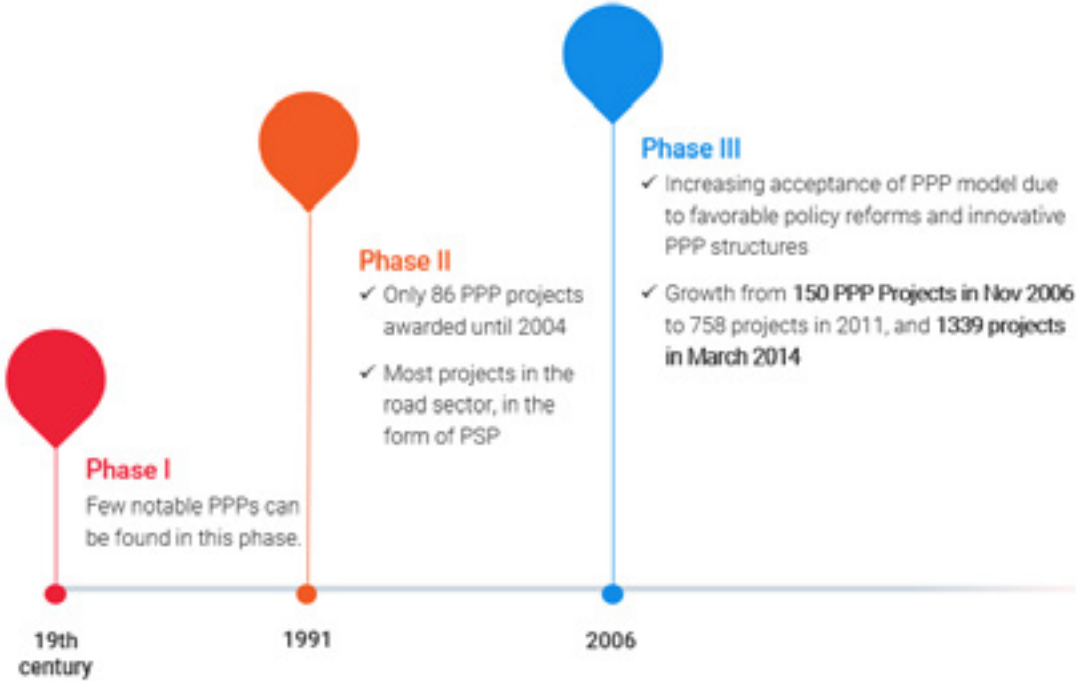 Phase I
Few notable PPPs can
be found in this phase.
Phase II
✓ Only 86 PPP projects
awarded until 2004
✓ Most projects in the
road sector, in the
form of PSP
Phase III
✓ Increasing acceptance of PPP model due
to favorable policy reforms and innovative
PPP structures
✓ Growth from 150 PPP Projects in Nov 2006
to 758 projects in 2011, and 1339 projects
in March 2014
19th
century
1991
2006